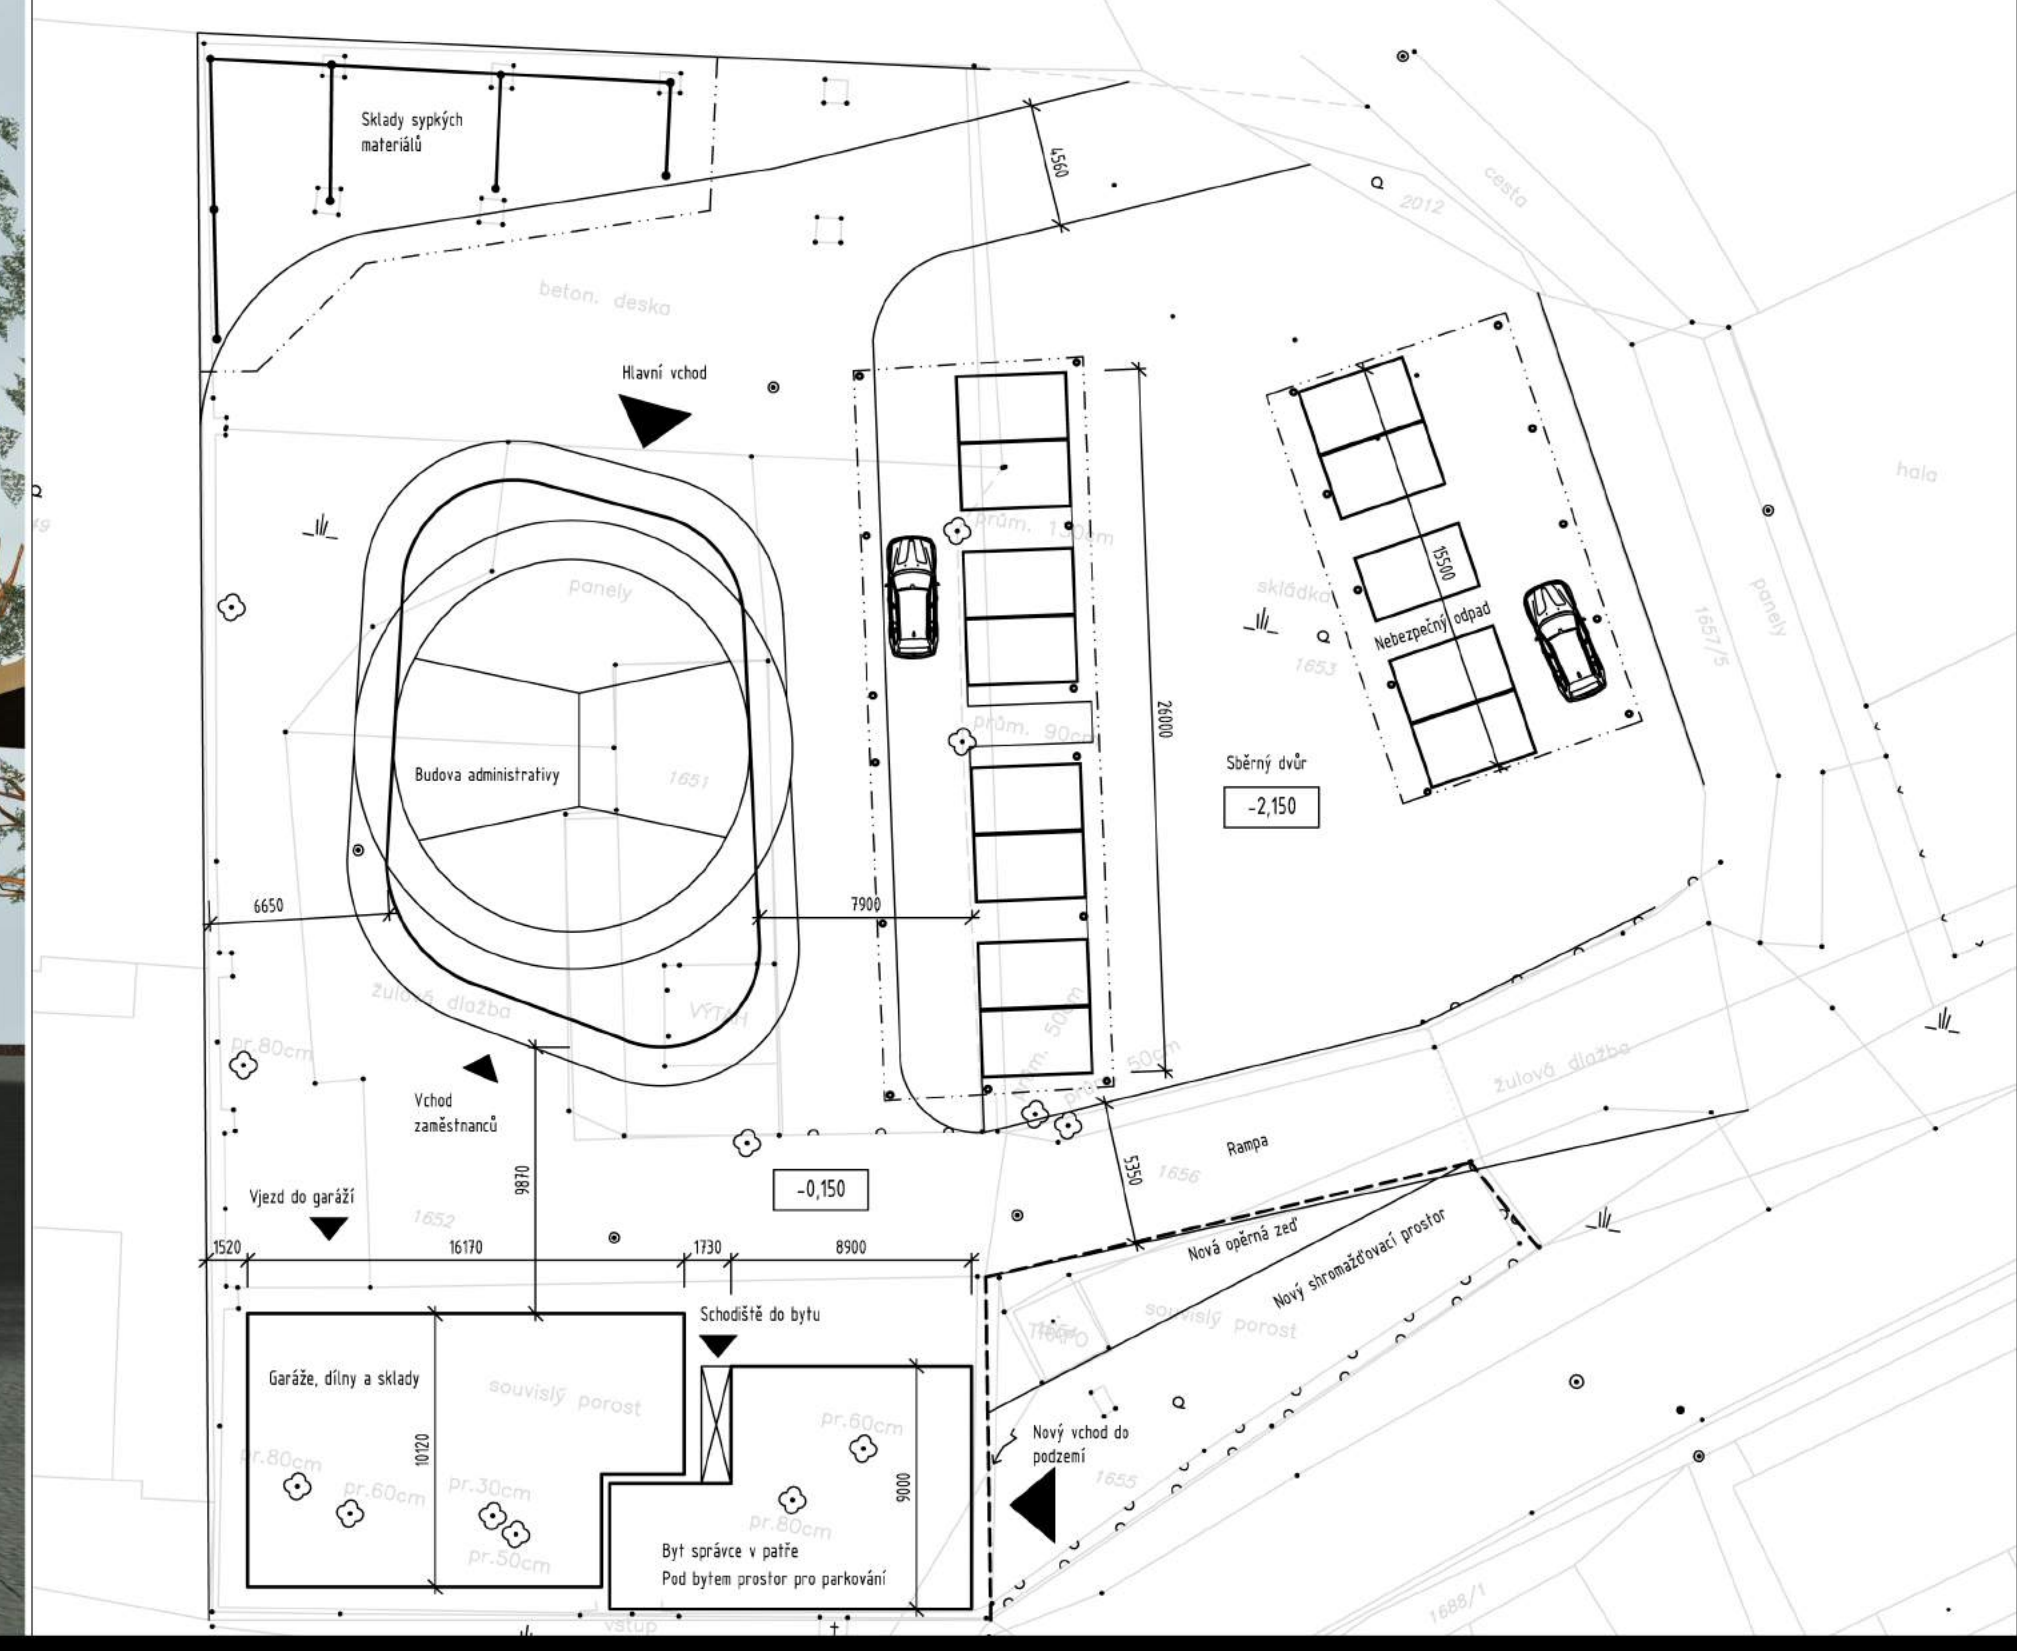 Sklady sypkých
materiálů
4560
cesta
2012
beton. deska
Hlavní vchod
hala
prům. 130cm
panely
15500
skládka
Nebezpečný odpad
1653
1657/5
panely
26000
prům. 90cm
Sběrný dvůr
-2,150
Budova administrativy
1651
6650
7900
žulová dlažba
VÝTAH
prům. 50cm
prům. 50cm
pr.80cm
žulová dlažba
Vchod
zaměstnanců
9870
5350
Rampa
1656
-0,150
Vjezd do garáží
1652
1520
16170
1730
8900
Nová opěrná zeď
Nový shromažďovací prostor
Schodiště do bytu
souvislý porost
Garáže, dílny a sklady
souvislý porost
10120
pr.60cm
9000
Nový vchod do
podzemí
1655
pr.80cm
pr.60cm
pr.30cm
pr.80cm
pr.50cm
Byt správce v patře
Pod bytem prostor pro parkování
1688/1
vstup